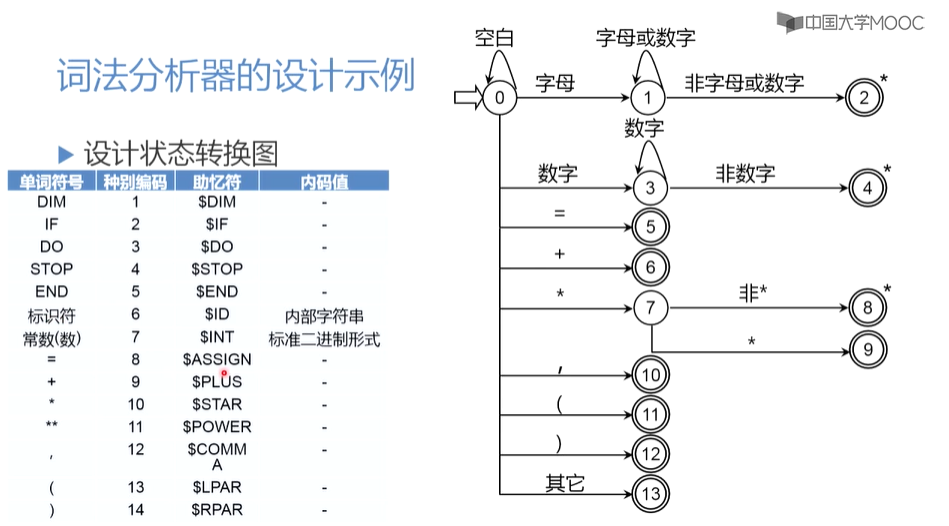 中国大学MOOC
词法分析器的设计示例
设计状态转换图
单词符号 种别编码 助忆符 内码值
DIM 1 $DIM -
IF 2 $IF -
DO 3 $DO -
STOP 4 $STOP -
END 5 $END -
标识符 6 $ID 内部字符串
常数(数) 7 $INT 标准二进制形式
= 8 $ASSIGN -
+ 9 $PLUS -
* 10 $STAR -
** 11 $POWER -
, 12 $COMM -
A
( 13 $LPAR -
) 14 $RPAR -
空白 字母或数字
0 字母 1 非字母或数字 2 *
数字
数字 3 非数字 4 *
= 5
+ 6
* 7 非* 8 *
* 9
, 10
( 11
) 12
其它 13